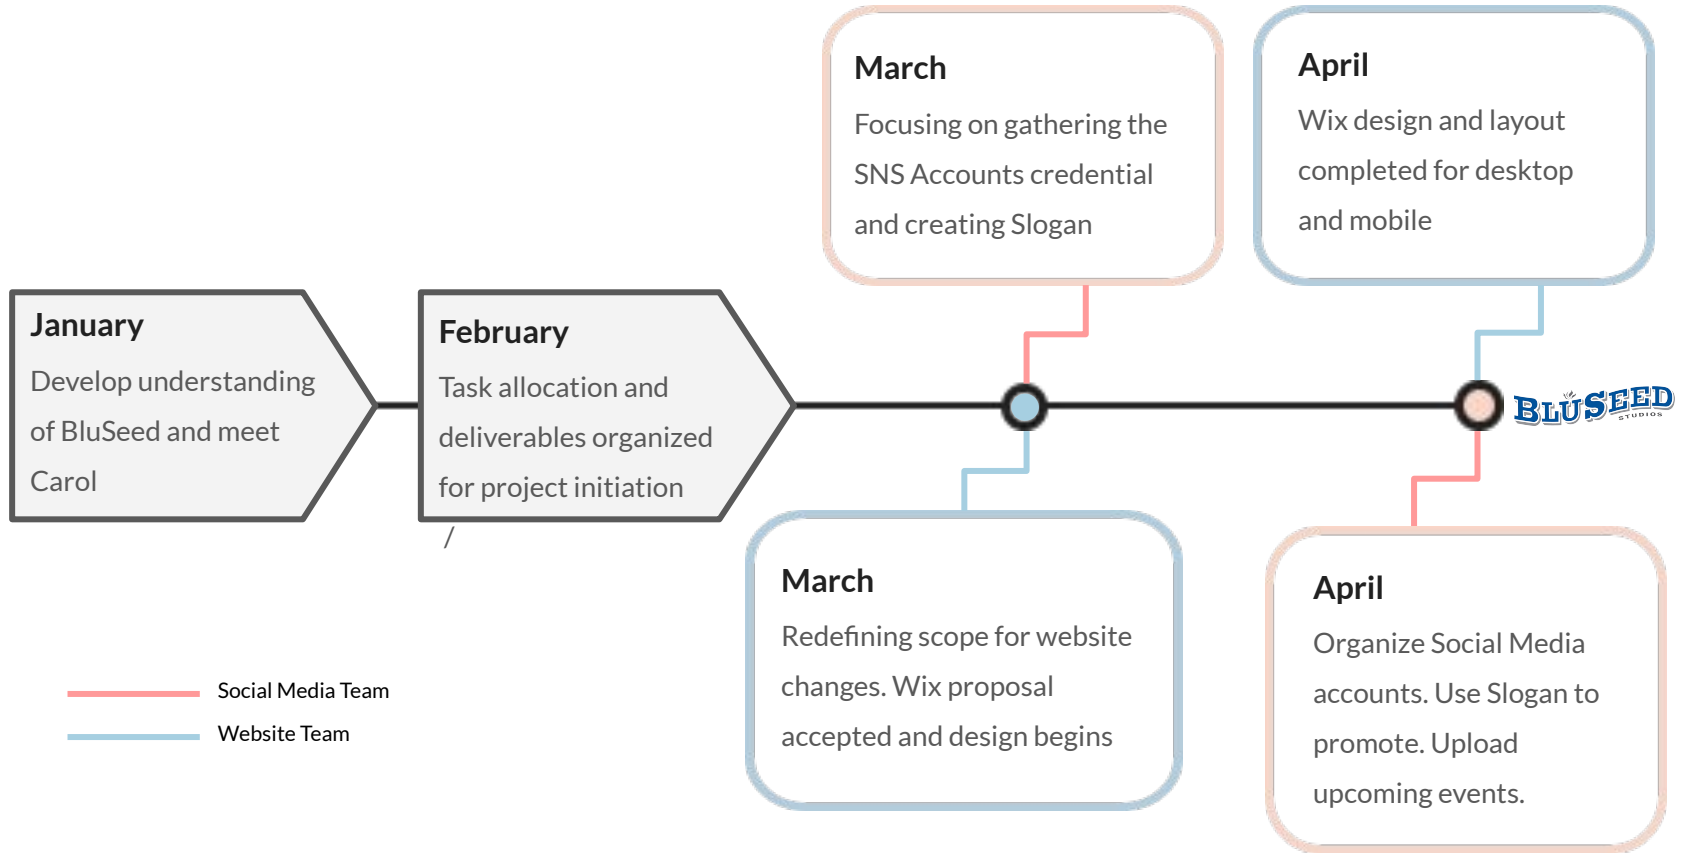 January
Develop understanding
of BluSeed and meet
Carol
February
Task allocation and
deliverables organized
for project initiation
/
March
Focusing on gathering the
SNS Accounts credential
and creating Slogan
April
Wix design and layout
completed for desktop
and mobile
BLUSEED
STUDIOS
March
Redefining scope for website
changes. Wix proposal
accepted and design begins
April
Organize Social Media
accounts. Use Slogan to
promote. Upload
upcoming events.
Social Media Team
Website Team